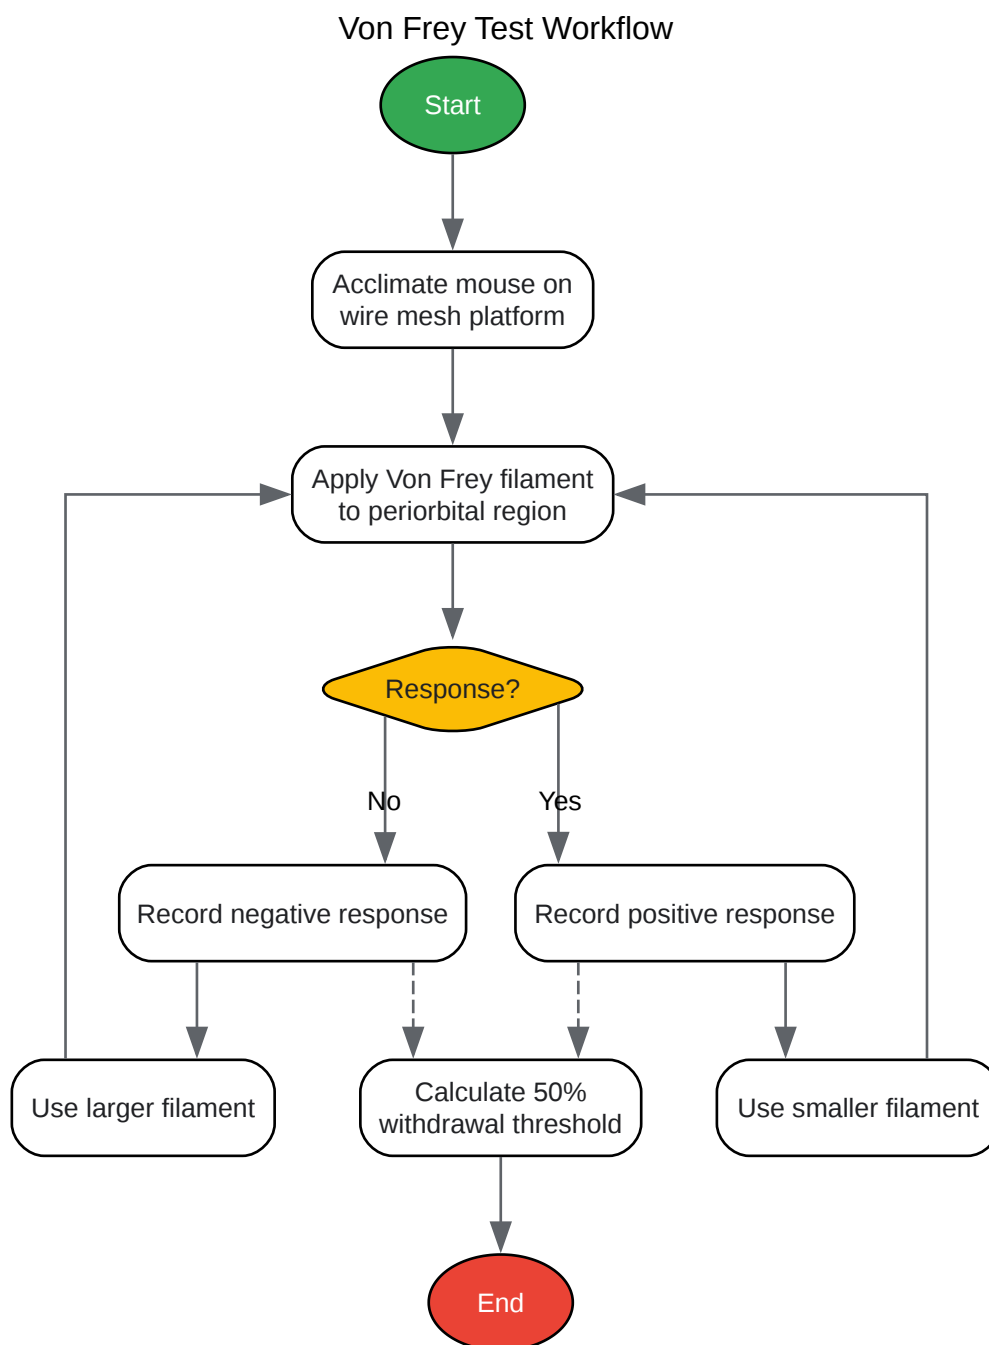 Von Frey Test Workflow
Start
Acclimate mouse on
wire mesh platform
Apply Von Frey filament
to periorbital region
Response?
No
Yes
Record negative response
Record positive response
Use larger filament
Calculate 50%
withdrawal threshold
Use smaller filament
End